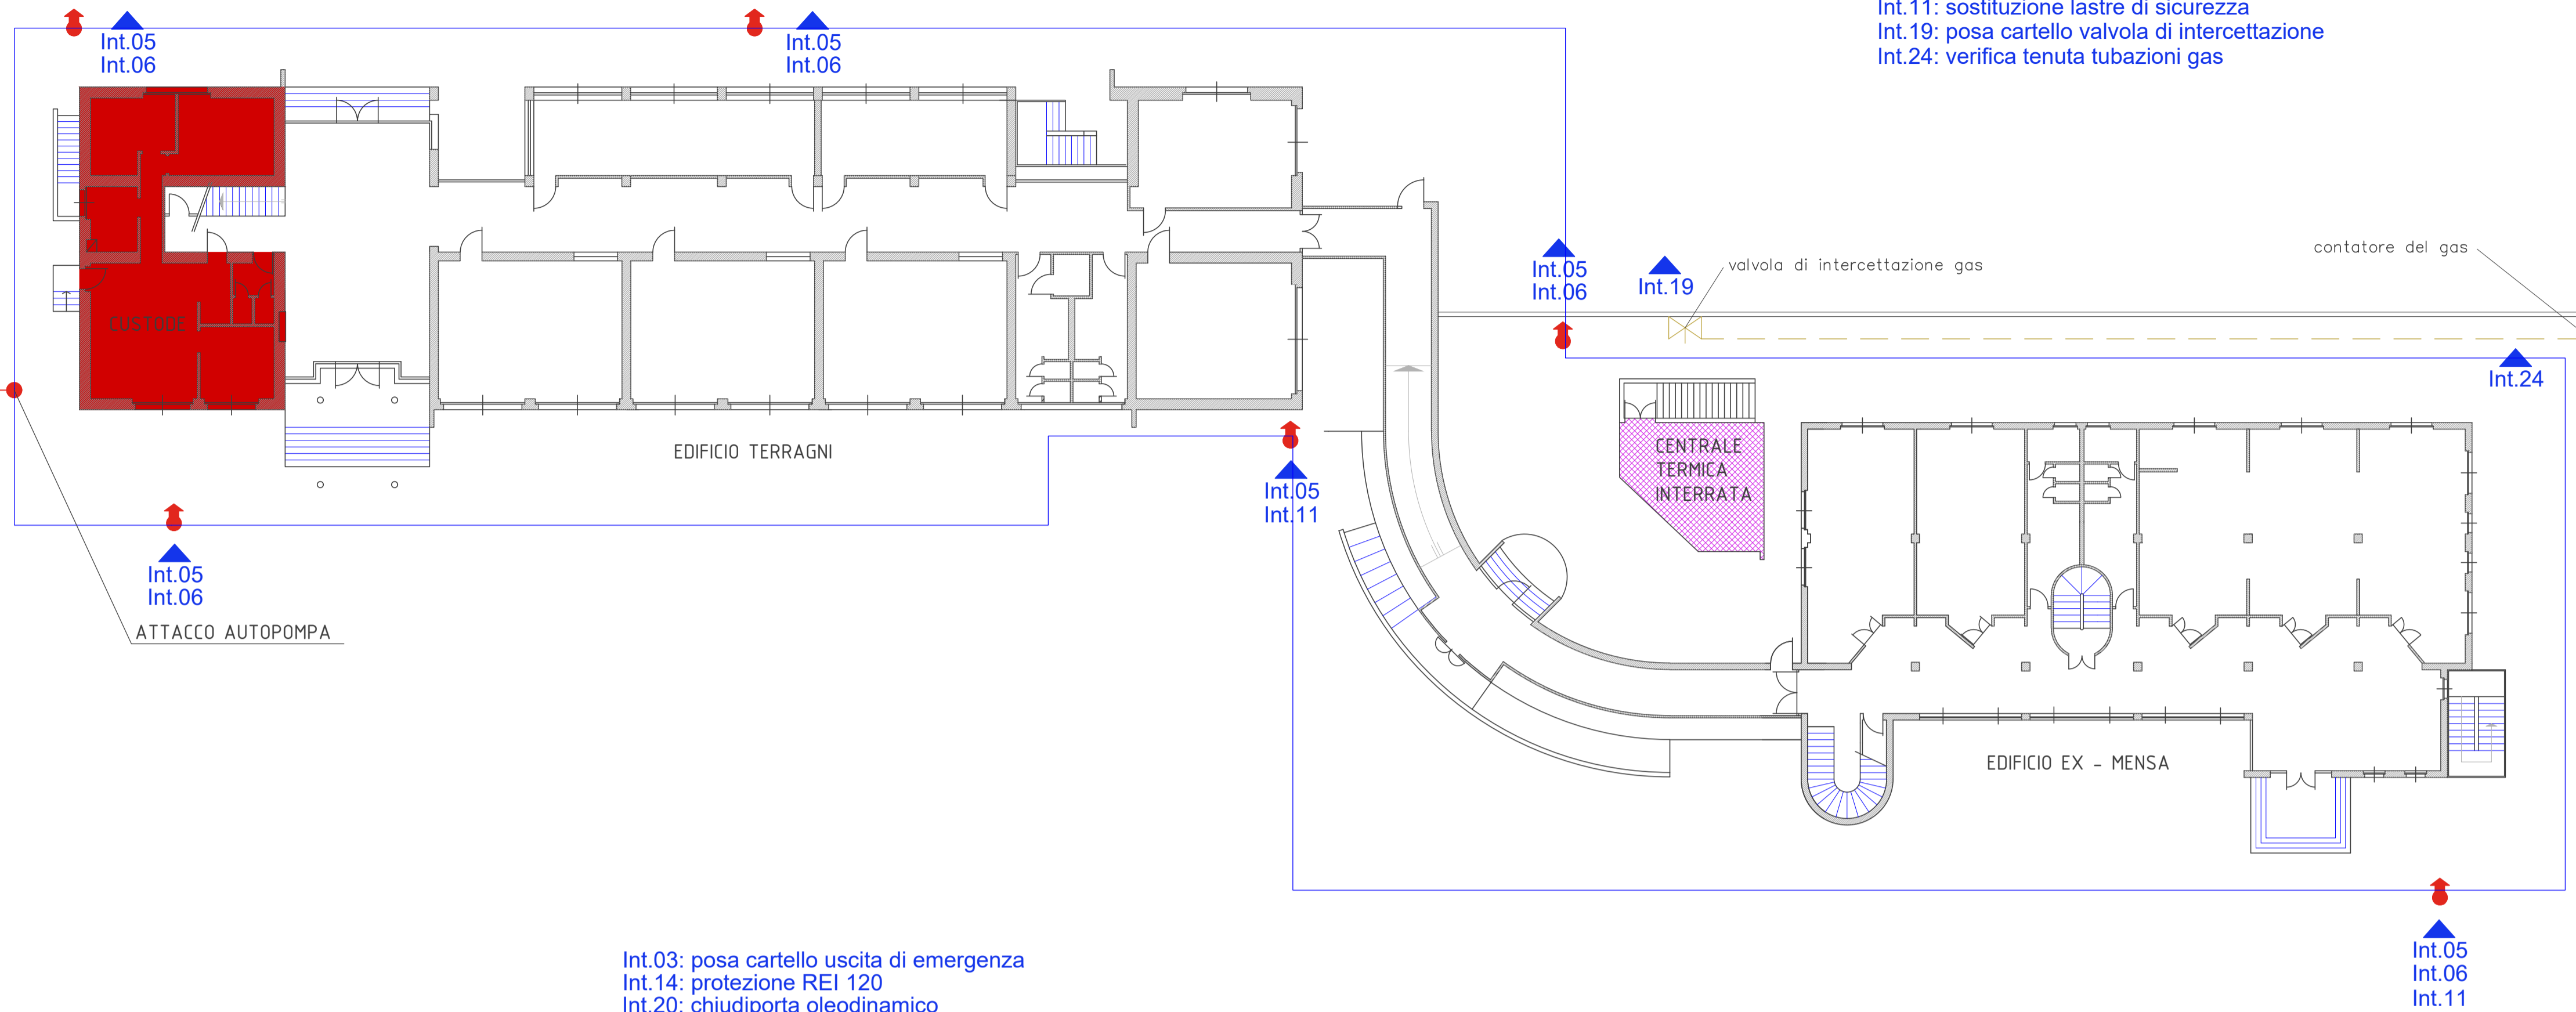 Int.11: sostituzione lastre di sicurezza
Int.19: posa cartello valvola di intercettazione
Int.24: verifica tenuta tubazioni gas
Int.05
Int.06
Int.05
Int.06
Int.05
Int.06
Int.19
valvola di intercettazione gas
contatore del gas
Int.24
CUSTODE
EDIFICIO TERRAGNI
CENTRALE
TERMICA
INTERRATA
Int.05
Int.11
Int.05
Int.06
ATTACCO AUTOPOMPA
EDIFICIO EX - MENSA
Int.05
Int.06
Int.11
Int.03: posa cartello uscita di emergenza
Int.14: protezione REI 120
Int.20: chiudiporta oleodinamico